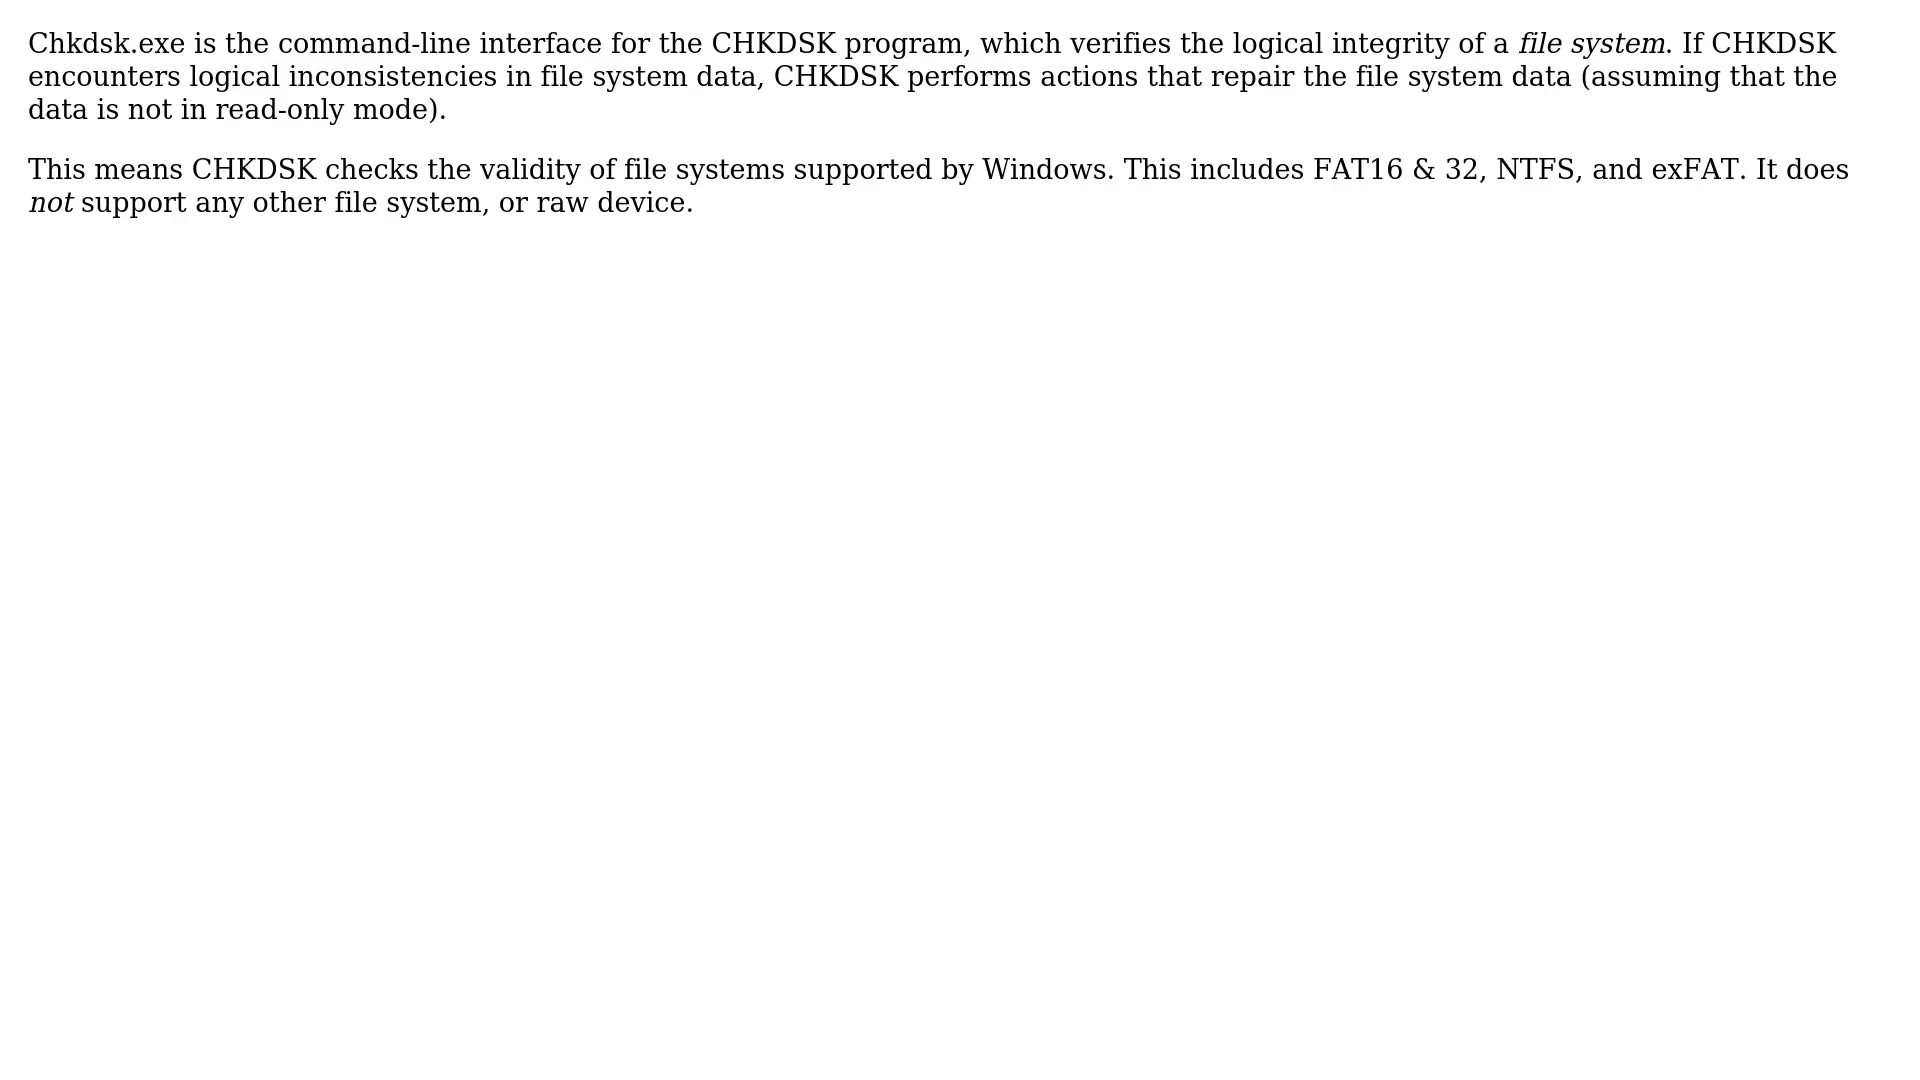 Chkdsk.exe is the command-line interface for the CHKDSK program, which verifies the logical integrity of a file system. If CHKDSK
encounters logical inconsistencies in file system data, CHKDSK performs actions that repair the file system data (assuming that the
data is not in read-only mode).
This means CHKDSK checks the validity of file systems supported by Windows. This includes FAT16 & 32, NTFS, and exFAT. It does
not support any other file system, or raw device.